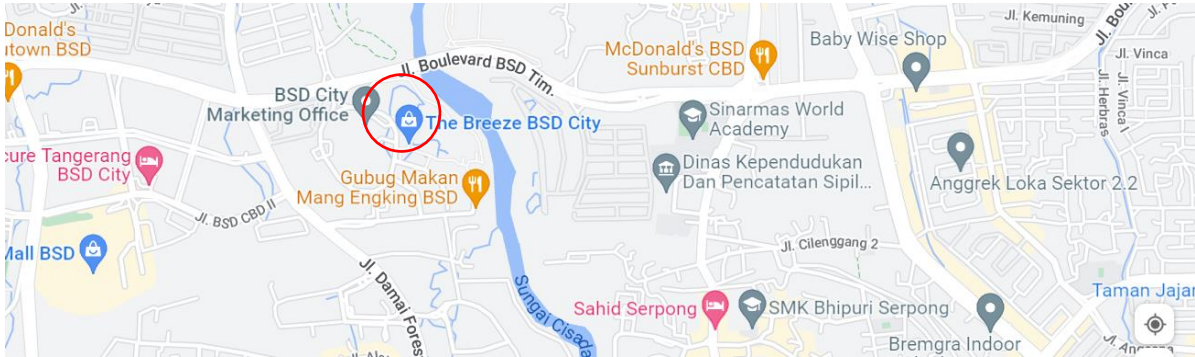 Jl. Kemuning
Donald's
town BSD
McDonald's BSD
Sunburst CBD
Baby Wise Shop
Jl. Bou
Jl. Vinca
Jl. Boulevard BSD Tim.
BSD City
Marketing Office
The Breeze BSD City
Sinarmas World
Academy
Jl. Herbras
Jl. Vinca I
cure Tangerang
BSD City
Gubug Makan
Mang Engking BSD
Dinas Kependudukan
Dan Pencatatan Sipil...
Anggrek Loka Sektor 2.2
Jl. BSD CBD II
Mall BSD
Jl. Cilenggang 2
Jl. Damai Fores
Sungai Cisada
Taman Jajan
Sahid Serpong
SMK Bhipuri Serpong
Bremgra Indoor